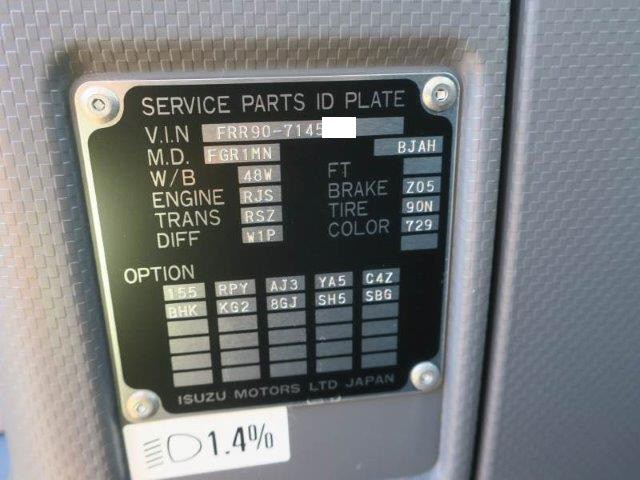 SERVICE PARTS ID PLATE
V.I.N FRR90-7145
M.D. FGR1MN BJAH
W/B 48W FT
ENGINE RJS BRAKE Z05
TRANS RSZ TIRE 90N
DIFF W1P COLOR 729
OPTION
155 RPY AJ3 YA5 C4Z
BHK KG2 8GJ SH5 SBG
ISUZU MOTORS LTD JAPAN
1.4%